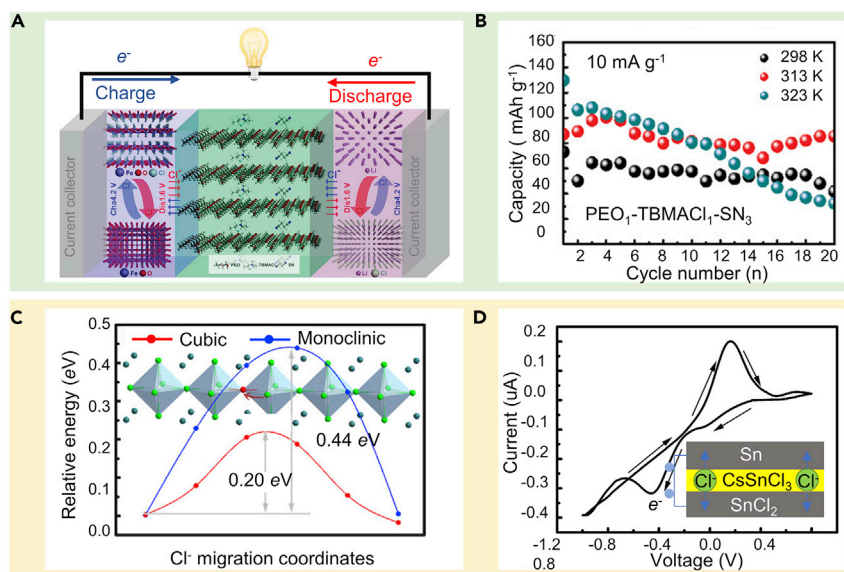 A
e-
Charge
e-
Discharge
Current collector
Cl-
Cl-
Cha4.2 V
Cl-
Dis1.6 V
Dis1.6 V
Cl-
Cha4.2 V
Current collector
Fe O Cl
Li
Fe O
PEO TBMACl SN
Li Cl
B
160
140
120
100
80
60
40
20
0
Capacity ( mAh g-1)
10 mA g-1
298 K
313 K
323 K
PEO1-TBMACl1-SN3
2 4 6 8 10 12 14 16 18 20
Cycle number (n)
C
0.5
0.4
0.3
0.2
0.1
0.0
Relative energy (eV)
Cubic
Monoclinic
0.44 eV
0.20 eV
Cl- migration coordinates
D
0.2
0.1
0.0
-0.1
-0.2
-0.3
-0.4
Current (uA)
Sn
Cl- CsSnCl3 Cl-
SnCl2
e-
-1.2
0.8
-0.8 -0.4 0.0 0.4
Voltage (V)